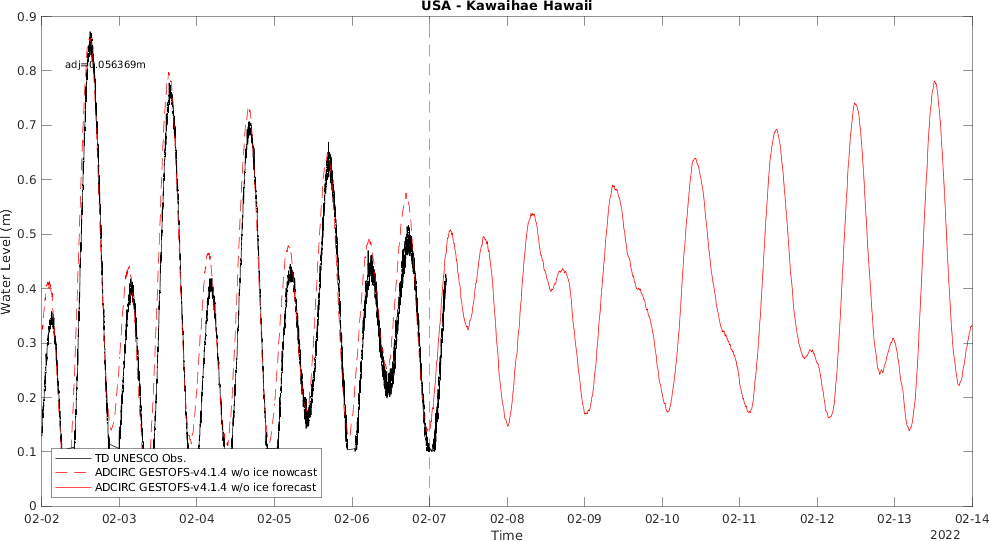 USA - Kawaihae Hawaii
0.9
0.8
0.7
0.6
0.5
0.4
0.3
0.2
0.1
0
Water Level (m)
adj=0.056369m
TD UNESCO Obs.
ADCIRC GESTOFS-v4.1.4 w/o ice nowcast
ADCIRC GESTOFS-v4.1.4 w/o ice forecast
02-02 02-03 02-04 02-05 02-06 02-07 02-08 02-09 02-10 02-11 02-12 02-13 02-14
Time
2022